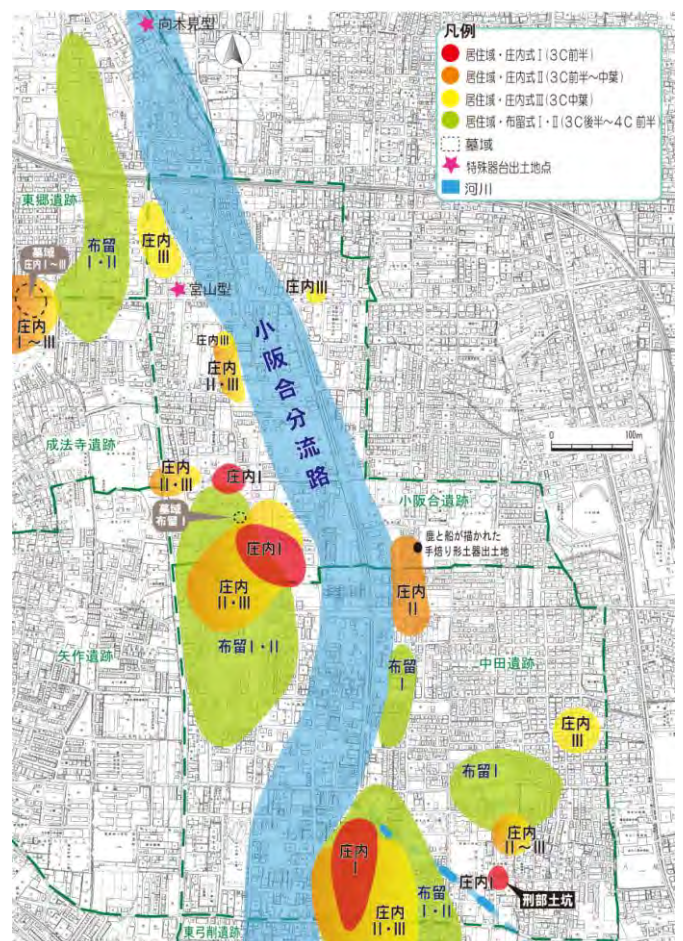 向木見型
凡例
居住域・庄内式Ⅰ(3C前半)
居住域・庄内式Ⅱ(3C前半～中葉)
居住域・庄内式Ⅲ(3C中葉)
居住域・布留式Ⅰ・Ⅱ(3C後半～4C前半)
墓域
特殊器台出土地点
河川
東郷遺跡
布留
Ⅰ・Ⅱ
庄内
Ⅲ
墓域
庄内Ⅰ～Ⅲ
庄内
Ⅰ～Ⅲ
宮山型
庄内Ⅲ
小阪合分流路
庄内Ⅲ
庄内
Ⅱ・Ⅲ
成法寺遺跡
0
100m
庄内
Ⅱ・Ⅲ
庄内Ⅰ
小阪合遺跡
墓域
布留Ⅰ
庄内Ⅰ
と船が描かれた
手焙り形土器出土地
庄内
Ⅱ
庄内
Ⅱ・Ⅲ
布留Ⅰ・Ⅱ
矢作遺跡
布留
Ⅰ
中田遺跡
庄内
Ⅲ
布留Ⅰ
庄内
Ⅱ～Ⅲ
庄内
Ⅰ
庄内Ⅰ
布留
Ⅰ・Ⅱ
刑部土坑
庄内
Ⅱ・Ⅲ
東弓削遺跡